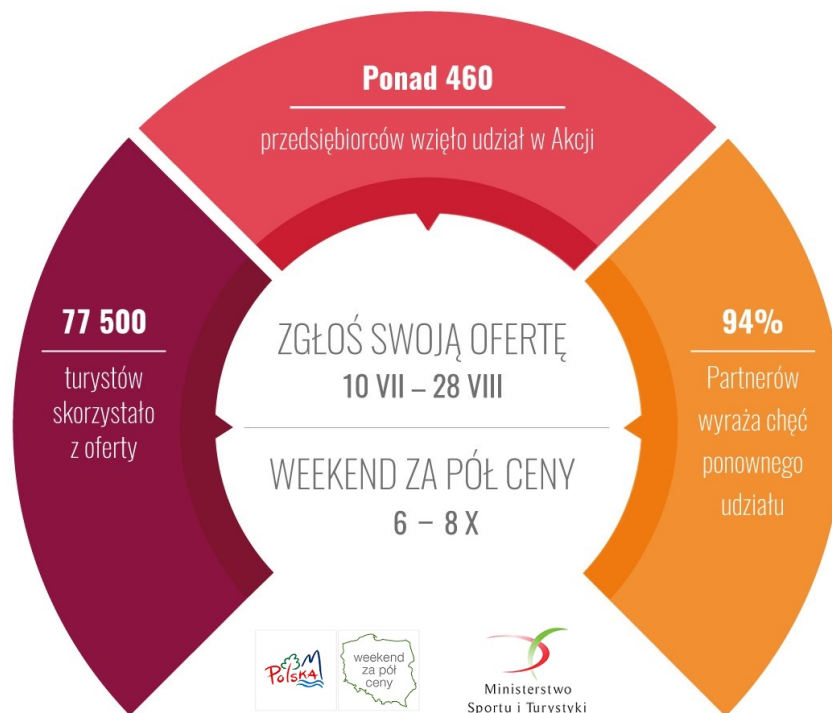 Ponad 460
przedsiębiorców wzięło udział w Akcji
77 500
turystów
skorzystało
z oferty
ZGŁOŚ SWOJĄ OFERTĘ
10 VII – 28 VIII
WEEKEND ZA PÓŁ CENY
6 – 8 X
94%
Partnerów
wyraża chęć
ponownego
udziału
Polska
weekend
za pół
ceny
Ministerstwo
Sportu i Turystyki